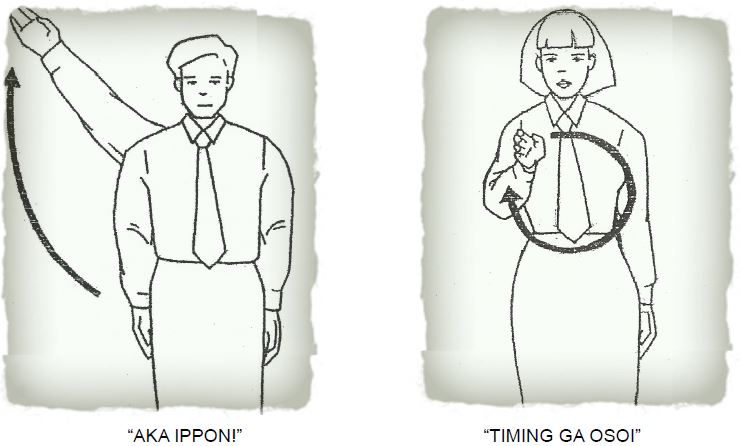 “AKA IPPON!”
“TIMING GA OSOI”